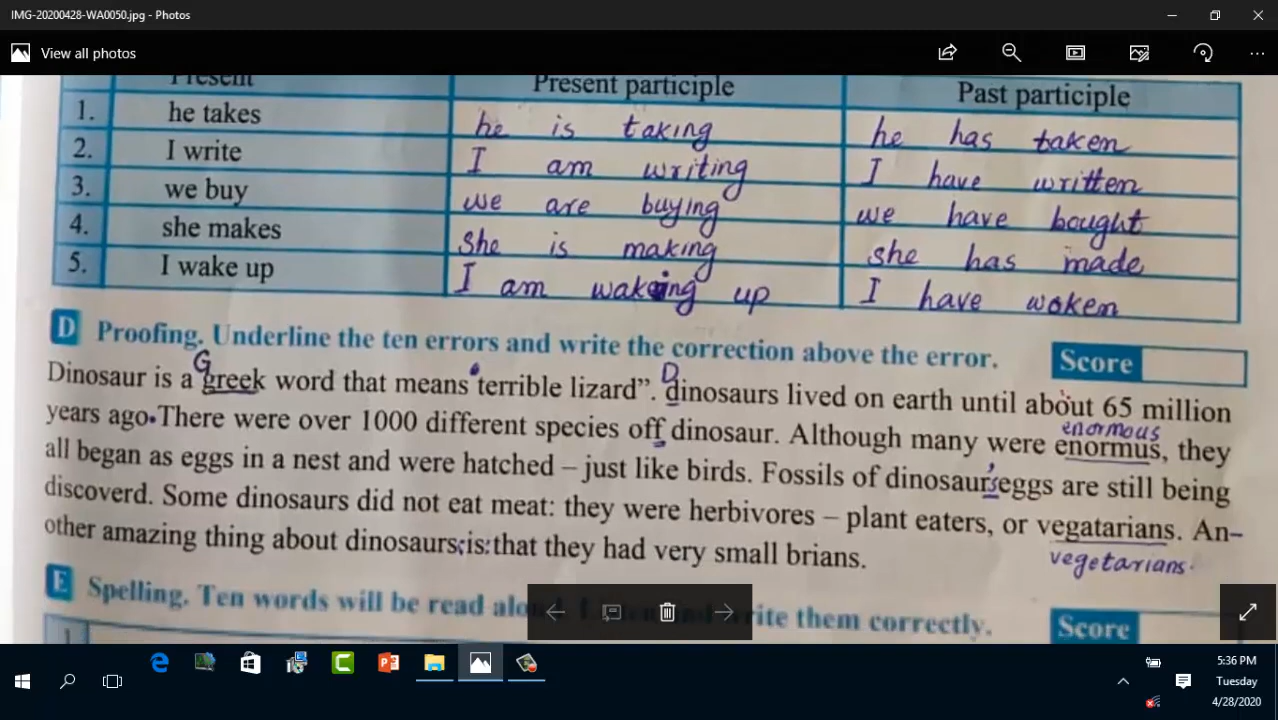 IMG-20200428-WA0050.jpg - Photos
View all photos
Present Present participle Past participle
1. he takes he is taking he has taken
2. I write I am writing I have written
3. we buy we are buying we have bought
4. she makes she is making she has made
5. I wake up I am waking up I have woken
D Proofing. Underline the ten errors and write the correction above the error. Score
G D
Dinosaur is a greek word that means "terrible lizard”. dinosaurs lived on earth until about 65 million
years ago. There were over 1000 different species off dinosaur. Although many were enormus, they
enormous
all began as eggs in a nest and were hatched – just like birds. Fossils of dinosaur's eggs are still being
discoverd. Some dinosaurs did not eat meat: they were herbivores – plant eaters, or vegatarians. An-
other amazing thing about dinosaurs is that they had very small brians.
vegetarians.
E Spelling. Ten words will be read write them correctly. Score
1
5:36 PM
Tuesday
4/28/2020